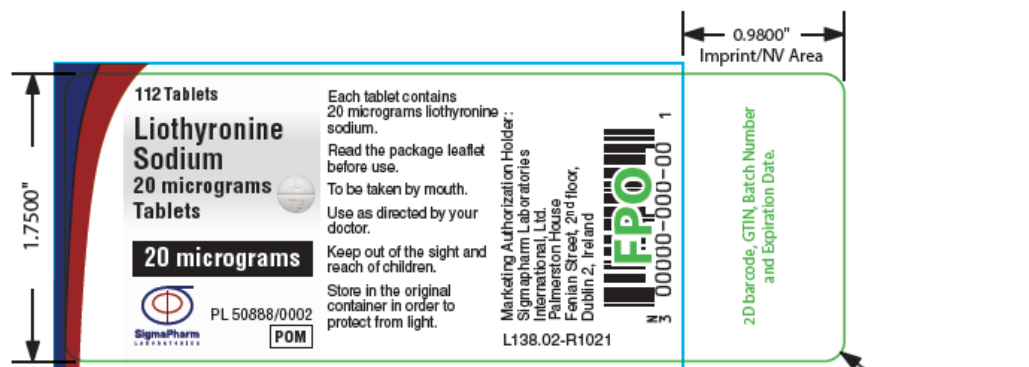 0.9800"
Imprint/NV Area
1.7500"
112 Tablets
Liothyronine
Sodium
20 micrograms
Tablets
20 micrograms
SigmaPharm
LABORATORIES
PL 50888/0002
POM
Each tablet contains
20 micrograms liothyronine
sodium.
Read the package leaflet
before use.
To be taken by mouth.
Use as directed by your
doctor.
Keep out of the sight and
reach of children.
Store in the original
container in order to
protect from light.
Marketing Authorization Holder:
Sigmapharm Laboratories
International, Ltd.
Palmerston House
Fenian Street, 2nd floor,
Dublin 2, Ireland
L138.02-R1021
FPO
N
3 00000-000-00 1
2D barcode, GTIN, Batch Number
and Expiration Date.